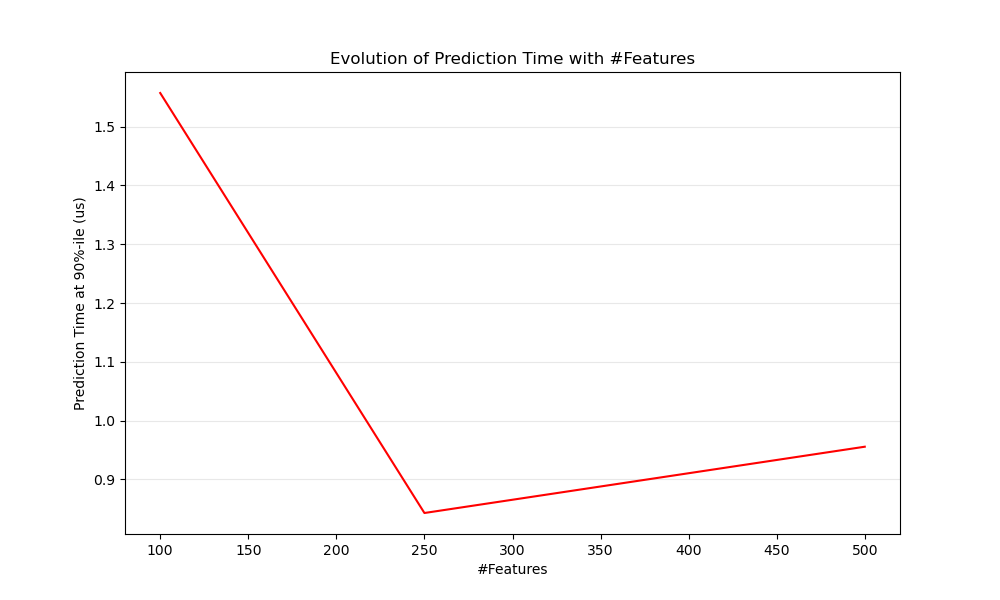 Evolution of Prediction Time with #Features
Prediction Time at 90%-ile (us)
1.5
1.4
1.3
1.2
1.1
1.0
0.9
100 150 200 250 300 350 400 450 500
#Features